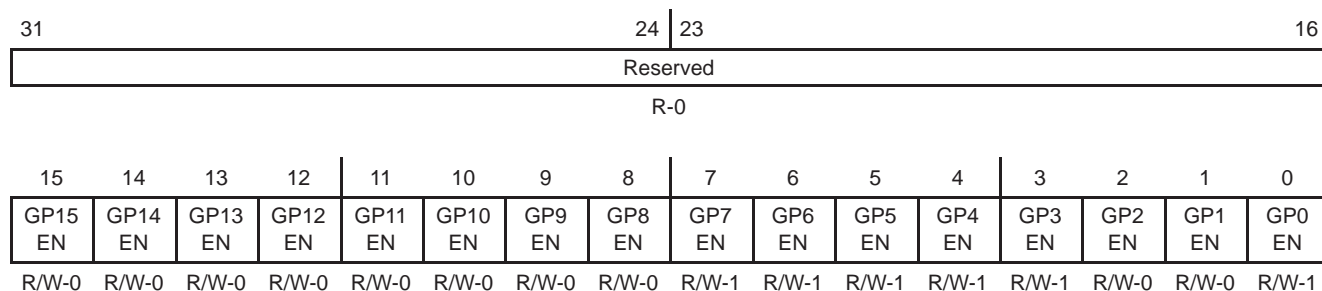 31 24 23 16
Reserved
R-0
15 14 13 12 11 10 9 8 7 6 5 4 3 2 1 0
GP15 GP14 GP13 GP12 GP11 GP10 GP9 GP8 GP7 GP6 GP5 GP4 GP3 GP2 GP1 GP0
EN EN EN EN EN EN EN EN EN EN EN EN EN EN EN EN
R/W-0 R/W-0 R/W-0 R/W-0 R/W-0 R/W-0 R/W-0 R/W-0 R/W-1 R/W-1 R/W-1 R/W-1 R/W-1 R/W-0 R/W-0 R/W-1